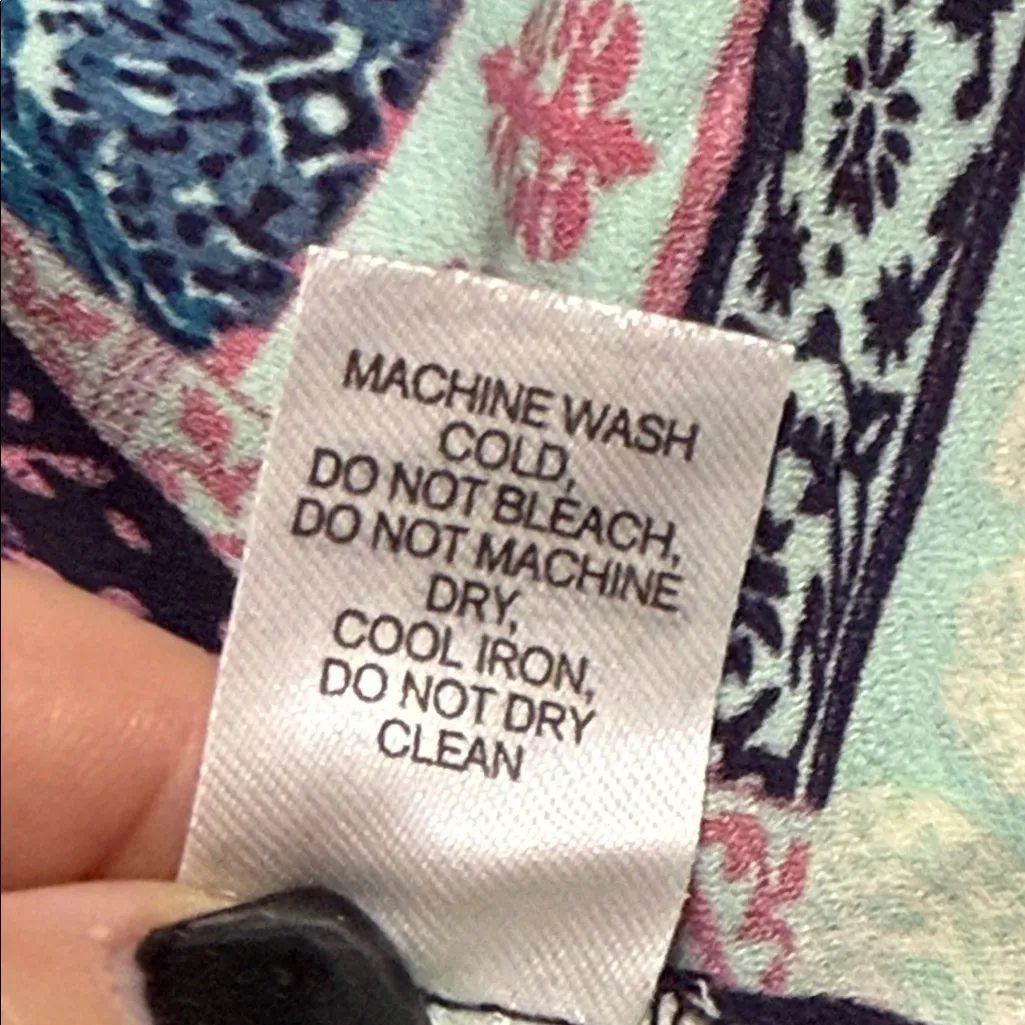 MACHINE WASH
COLD,
DO NOT BLEACH,
DO NOT MACHINE
DRY,
COOL IRON,
DO NOT DRY
CLEAN